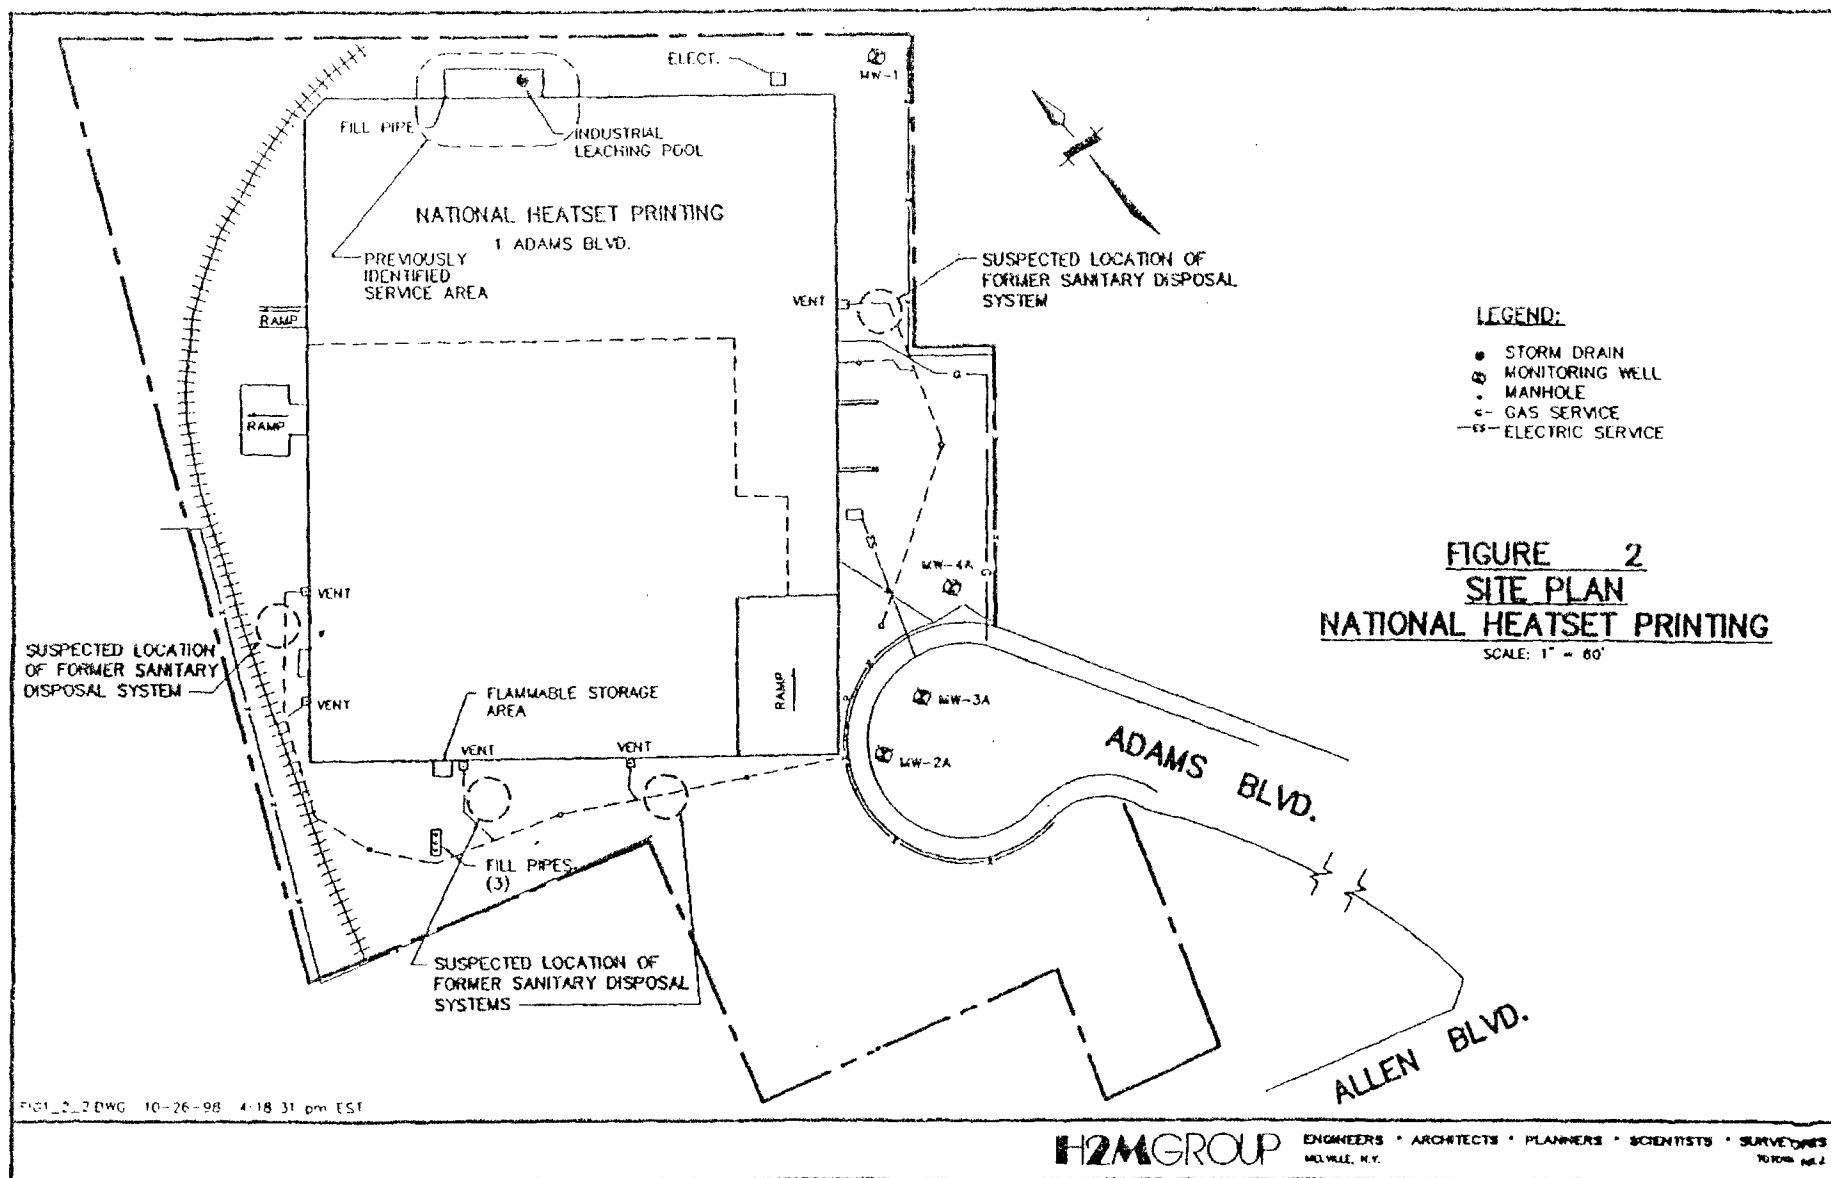 ELECT.
MW-1
FILL PIPE
INDUSTRIAL
LEACHING POOL
NATIONAL HEATSET PRINTING
1 ADAMS BLVD.
PREVIOUSLY
IDENTIFIED
SERVICE AREA
SUSPECTED LOCATION OF
FORMER SANITARY DISPOSAL
SYSTEM
VENT
RAMP
RAMP
LEGEND:
STORM DRAIN
MONITORING WELL
MANHOLE
G- GAS SERVICE
-ES- ELECTRIC SERVICE
G
MW-4A
G
FIGURE 2
SITE PLAN
NATIONAL HEATSET PRINTING
SCALE: 1" = 60'
VENT
SUSPECTED LOCATION
OF FORMER SANITARY
DISPOSAL SYSTEM
VENT
FLAMMABLE STORAGE
AREA
RAMP
MW-3A
VENT
VENT
MW-2A
ADAMS BLVD.
FILL PIPES
(3)
SUSPECTED LOCATION OF
FORMER SANITARY DISPOSAL
SYSTEMS
ALLEN BLVD.
10-26-98 4:18:31 pm EST
H2MGROUP
ENGINEERS • ARCHITECTS • PLANNERS • SCIENTISTS • SURVEYORS
MELVILLE, N.Y.